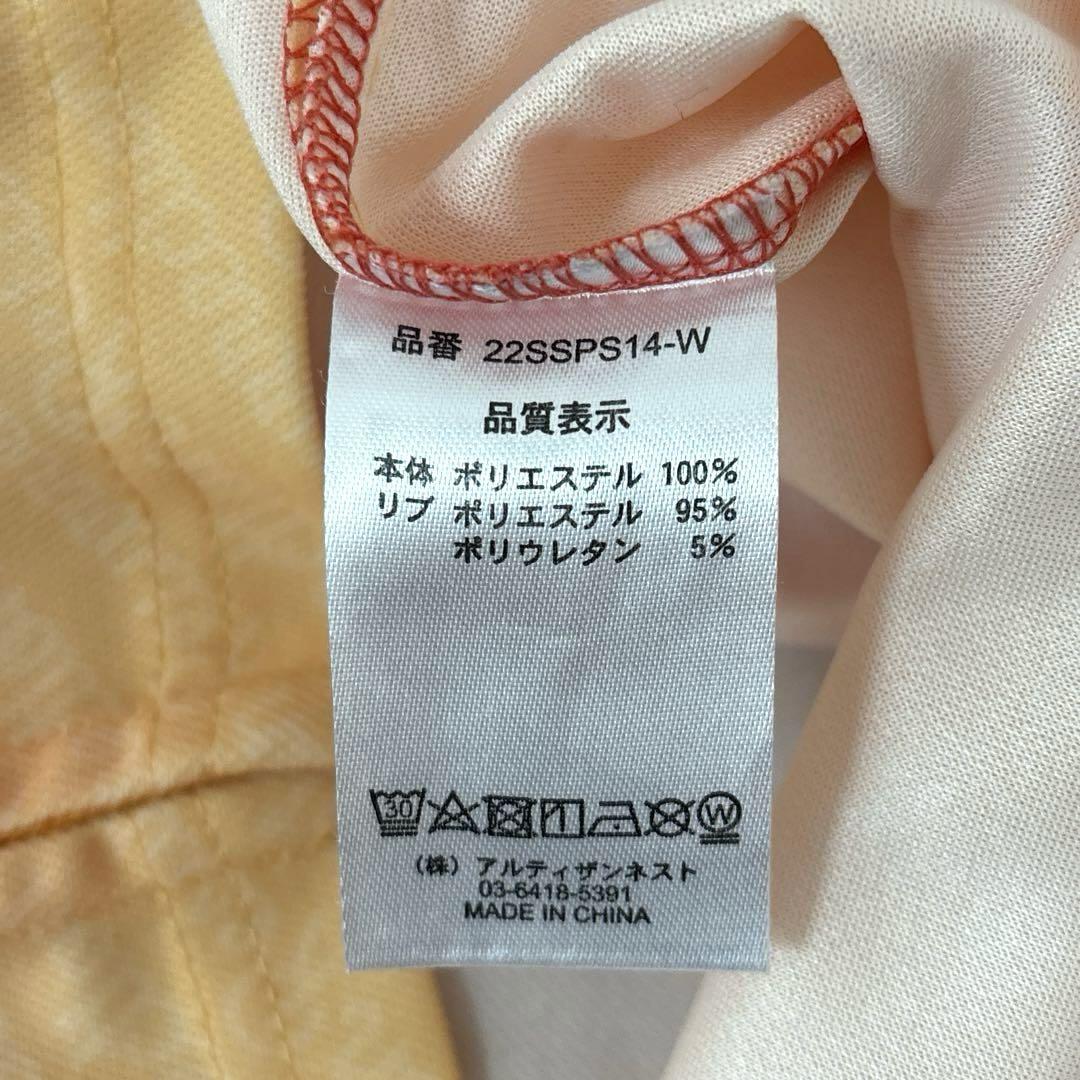 品番 22SSPS14-W
品質表示
本体 ポリエステル 100%
リブ ポリエステル 95%
ポリウレタン 5%
30 W
（株）アルティザンネスト
03-6418-5391
MADE IN CHINA